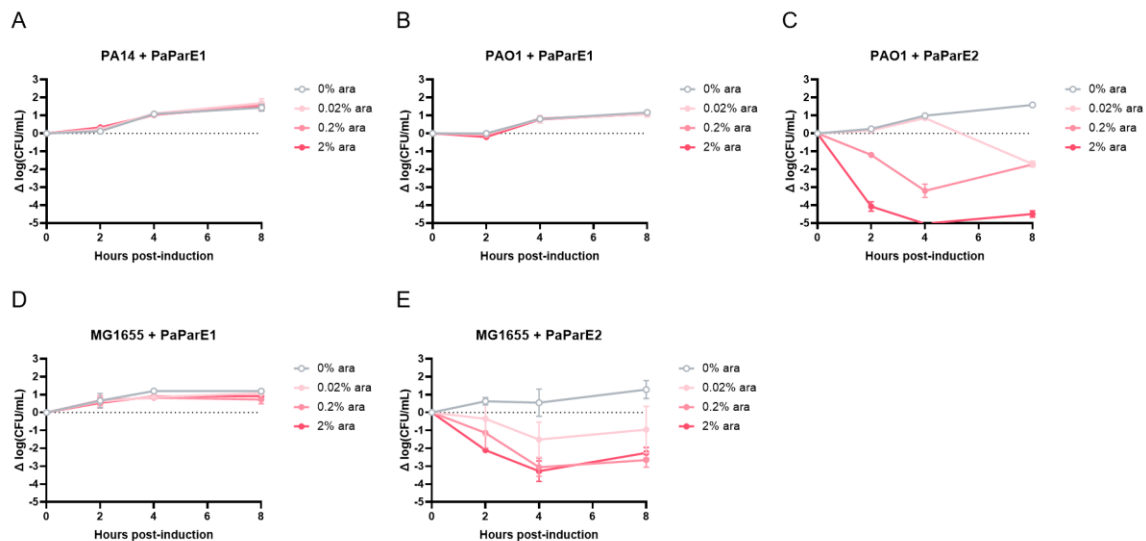 A
PA14 + PaParE1
Δ log(CFU/mL)
3
2
1
0
-1
-2
-3
-4
-5
0 2 4 6 8
Hours post-induction
0% ara
0.02% ara
0.2% ara
2% ara
B
PAO1 + PaParE1
Δ log(CFU/mL)
3
2
1
0
-1
-2
-3
-4
-5
0 2 4 6 8
Hours post-induction
0% ara
0.02% ara
0.2% ara
2% ara
C
PAO1 + PaParE2
Δ log(CFU/mL)
3
2
1
0
-1
-2
-3
-4
-5
0 2 4 6 8
Hours post-induction
0% ara
0.02% ara
0.2% ara
2% ara
D
MG1655 + PaParE1
Δ log(CFU/mL)
3
2
1
0
-1
-2
-3
-4
-5
0 2 4 6 8
Hours post-induction
0% ara
0.02% ara
0.2% ara
2% ara
E
MG1655 + PaParE2
Δ log(CFU/mL)
3
2
1
0
-1
-2
-3
-4
-5
0 2 4 6 8
Hours post-induction
0% ara
0.02% ara
0.2% ara
2% ara